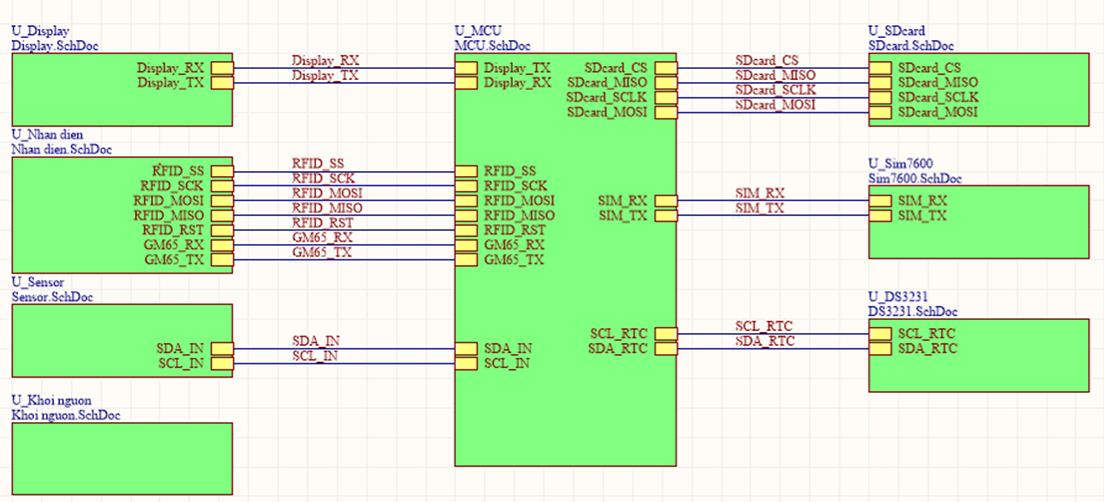 U_Display
Display.SchDoc
Display_RX
Display_TX
Display_RX
Display_TX
U_Nhan dien
Nhan dien.SchDoc
RFID_SS
RFID_SCK
RFID_MOSI
RFID_MISO
RFID_RST
GM65_RX
GM65_TX
RFID_SS
RFID_SCK
RFID_MOSI
RFID_MISO
RFID_RST
GM65_RX
GM65_TX
U_Sensor
Sensor.SchDoc
SDA_IN
SCL_IN
SDA_IN
SCL_IN
U_Khoi nguon
Khoi nguon.SchDoc
U_MCU
MCU.SchDoc
Display_TX
Display_RX
RFID_SS
RFID_SCK
RFID_MOSI
RFID_MISO
RFID_RST
GM65_RX
GM65_TX
SDA_IN
SCL_IN
SDcard_CS
SDcard_MISO
SDcard_SCLK
SDcard_MOSI
SIM_RX
SIM_TX
SCL_RTC
SDA_RTC
SDcard_CS
SDcard_MISO
SDcard_SCLK
SDcard_MOSI
SIM_RX
SIM_TX
SCL_RTC
SDA_RTC
U_SDcard
SDcard.SchDoc
SDcard_CS
SDcard_MISO
SDcard_SCLK
SDcard_MOSI
U_Sim7600
Sim7600.SchDoc
SIM_RX
SIM_TX
U_DS3231
DS3231.SchDoc
SCL_RTC
SDA_RTC